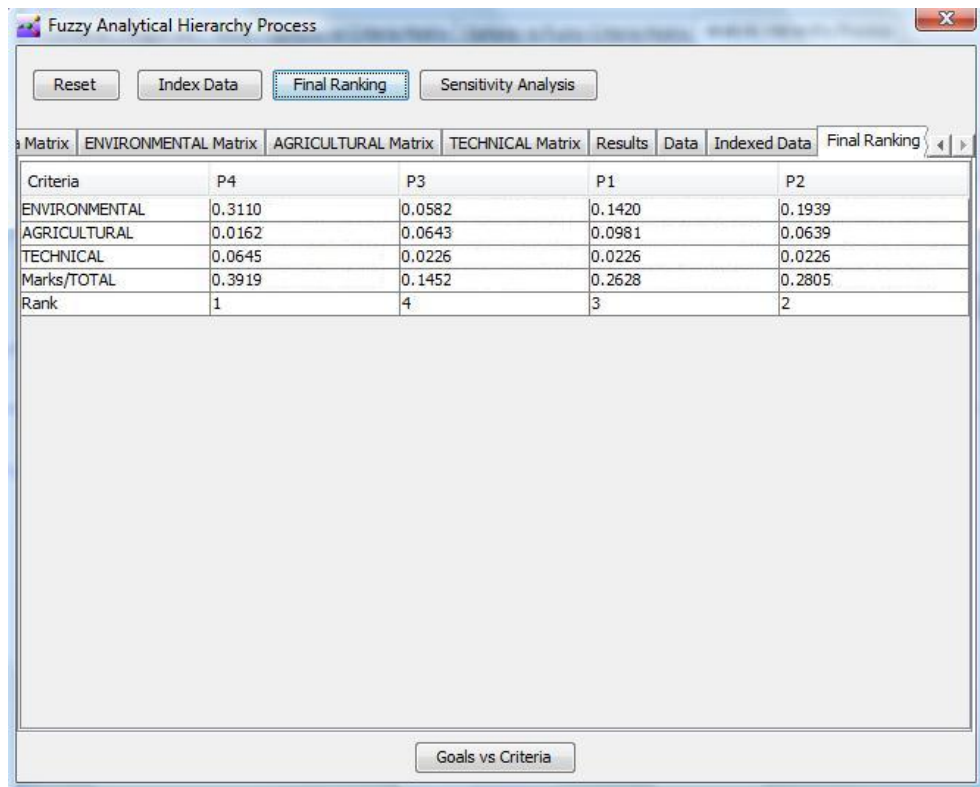 Fuzzy Analytical Hierarchy Process
Reset Index Data Final Ranking Sensitivity Analysis
a Matrix ENVIRONMENTAL Matrix AGRICULTURAL Matrix TECHNICAL Matrix Results Data Indexed Data Final Ranking
Criteria P4 P3 P1 P2
ENVIRONMENTAL 0.3110 0.0582 0.1420 0.1939
AGRICULTURAL 0.0162 0.0643 0.0981 0.0639
TECHNICAL 0.0645 0.0226 0.0226 0.0226
Marks/TOTAL 0.3919 0.1452 0.2628 0.2805
Rank 1 4 3 2
Goals vs Criteria